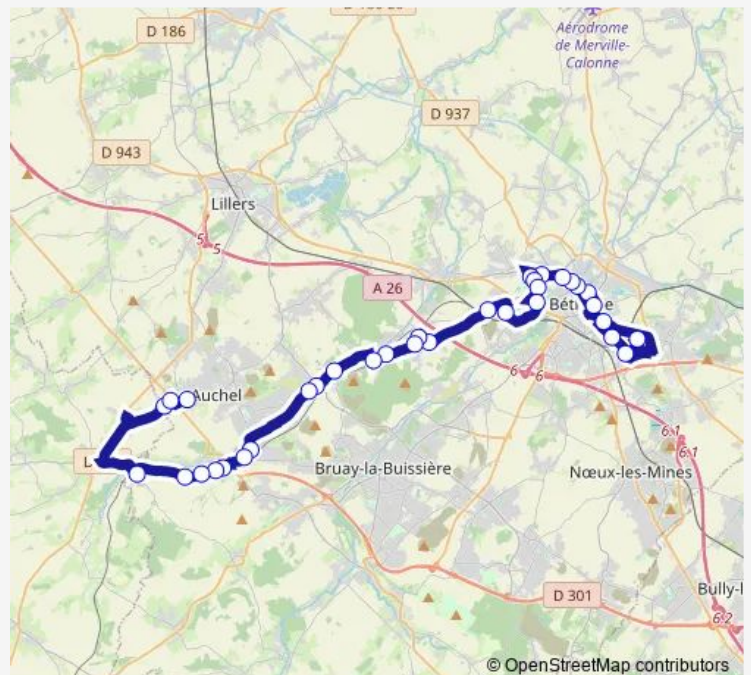 D 186
Aérodrome
de Merville-
Calonne
D 937
D 943
Lillers
5
5
A 26
6
6
Auchel
6.1
6.1
Bruay-la-Buissière
Nœux-les-Mines
D 301
6.2
© OpenStreetMap contributors